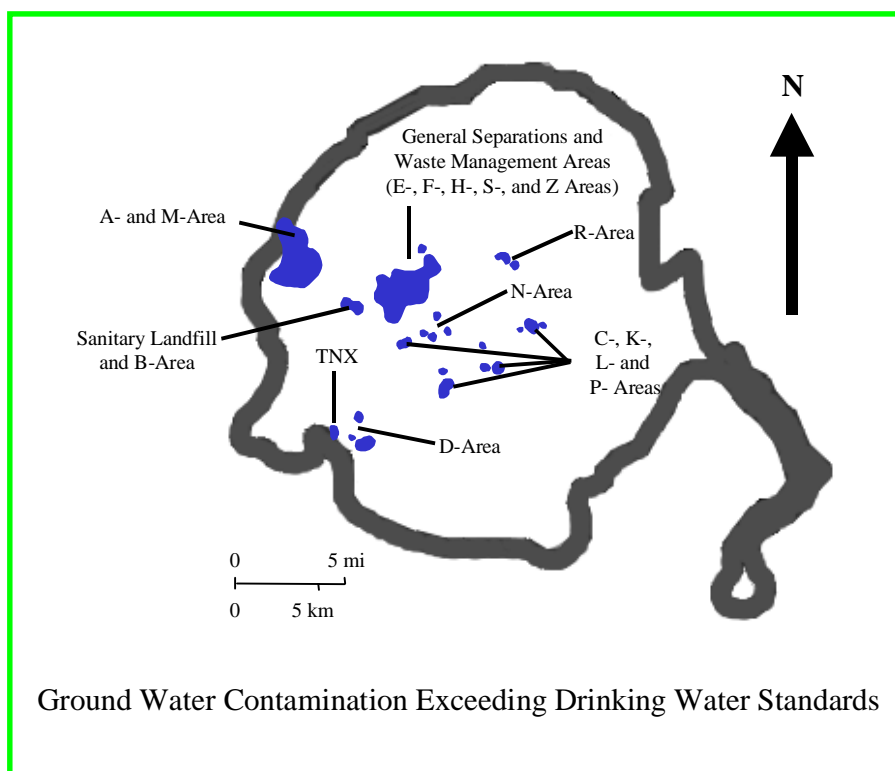 N
General Separations and
Waste Management Areas
(E-, F-, H-, S-, and Z Areas)
A- and M-Area
R-Area
N-Area
Sanitary Landfill
and B-Area
TNX
C-, K-,
L- and
P- Areas
D-Area
0 5 mi
0 5 km
Ground Water Contamination Exceeding Drinking Water Standards